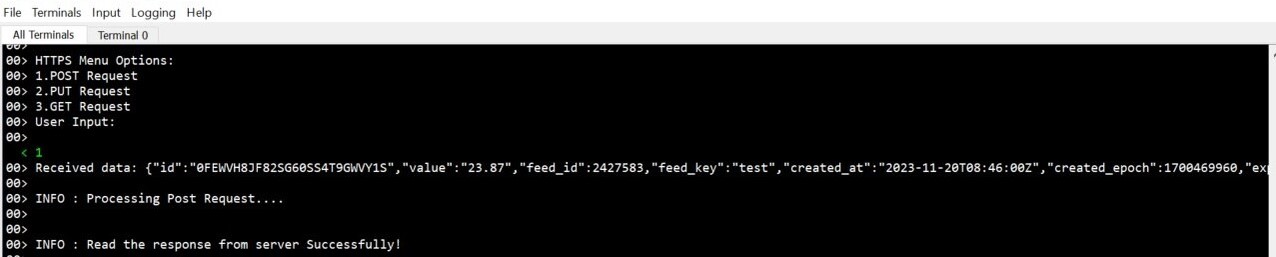 File Terminals Input Logging Help
All Terminals Terminal 0
00>
00> HTTPS Menu Options:
00> 1.POST Request
00> 2.PUT Request
00> 3.GET Request
00> User Input:
00>
< 1
00> Received data: {"id":"0FEWVH8JF82SG60SS4T9GWVY1S","value":"23.87","feed_id":2427583,"feed_key":"test","created_at":"2023-11-20T08:46:00Z","created_epoch":1700469960,"exp
00>
00> INFO : Processing Post Request....
00>
00>
00> INFO : Read the response from server Successfully!